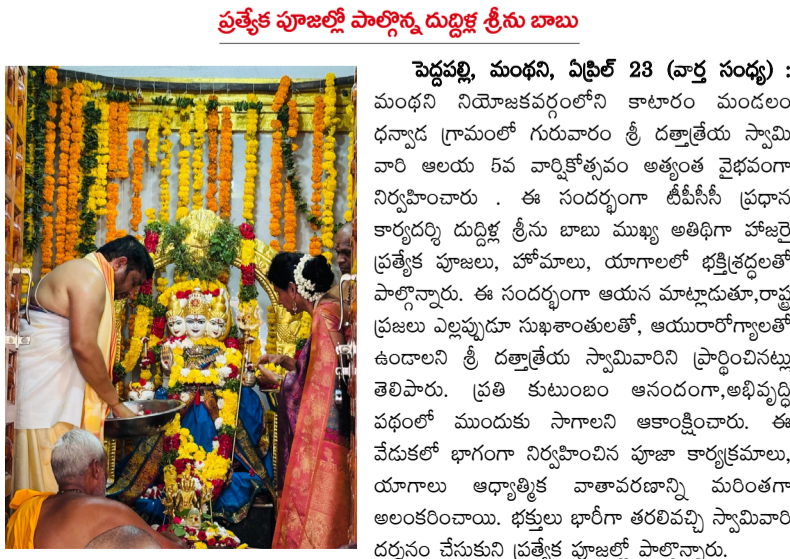 ప్రత్యేక పూజల్లో పాల్గొన్న దుద్దిళ్ల శ్రీను బాబు
పెద్దపల్లి, మంథని, ఏప్రిల్ 23 (వార్త సంధ్య) :
మంథని నియోజకవర్గంలోని కాటారం మండలం
ధన్వాడ గ్రామంలో గురువారం శ్రీ దత్తాత్రేయ స్వామి
వారి ఆలయ 5వ వార్షికోత్సవం అత్యంత వైభవంగా
నిర్వహించారు . ఈ సందర్భంగా టీపీసీసీ ప్రధాన
కార్యదర్శి దుద్దిళ్ల శ్రీను బాబు ముఖ్య అతిథిగా హాజరై
ప్రత్యేక పూజలు, హోమాలు, యాగాలలో భక్తిశ్రద్ధలతో
పాల్గొన్నారు. ఈ సందర్భంగా ఆయన మాట్లాడుతూ,రాష్ట్ర
ప్రజలు ఎల్లప్పుడూ సుఖశాంతులతో, ఆయురారోగ్యాలతో
ఉండాలని శ్రీ దత్తాత్రేయ స్వామివారిని ప్రార్థించినట్లు
తెలిపారు. ప్రతి కుటుంబం ఆనందంగా,అభివృద్ధి
పథంలో ముందుకు సాగాలని ఆకాంక్షించారు. ఈ
వేడుకలో భాగంగా నిర్వహించిన పూజా కార్యక్రమాలు,
యాగాలు ఆధ్యాత్మిక వాతావరణాన్ని మరింతగా
అలంకరించాయి. భక్తులు భారీగా తరలివచ్చి స్వామివారి
దర్శనం చేసుకుని ప్రత్యేక పూజల్లో పాల్గొన్నారు.